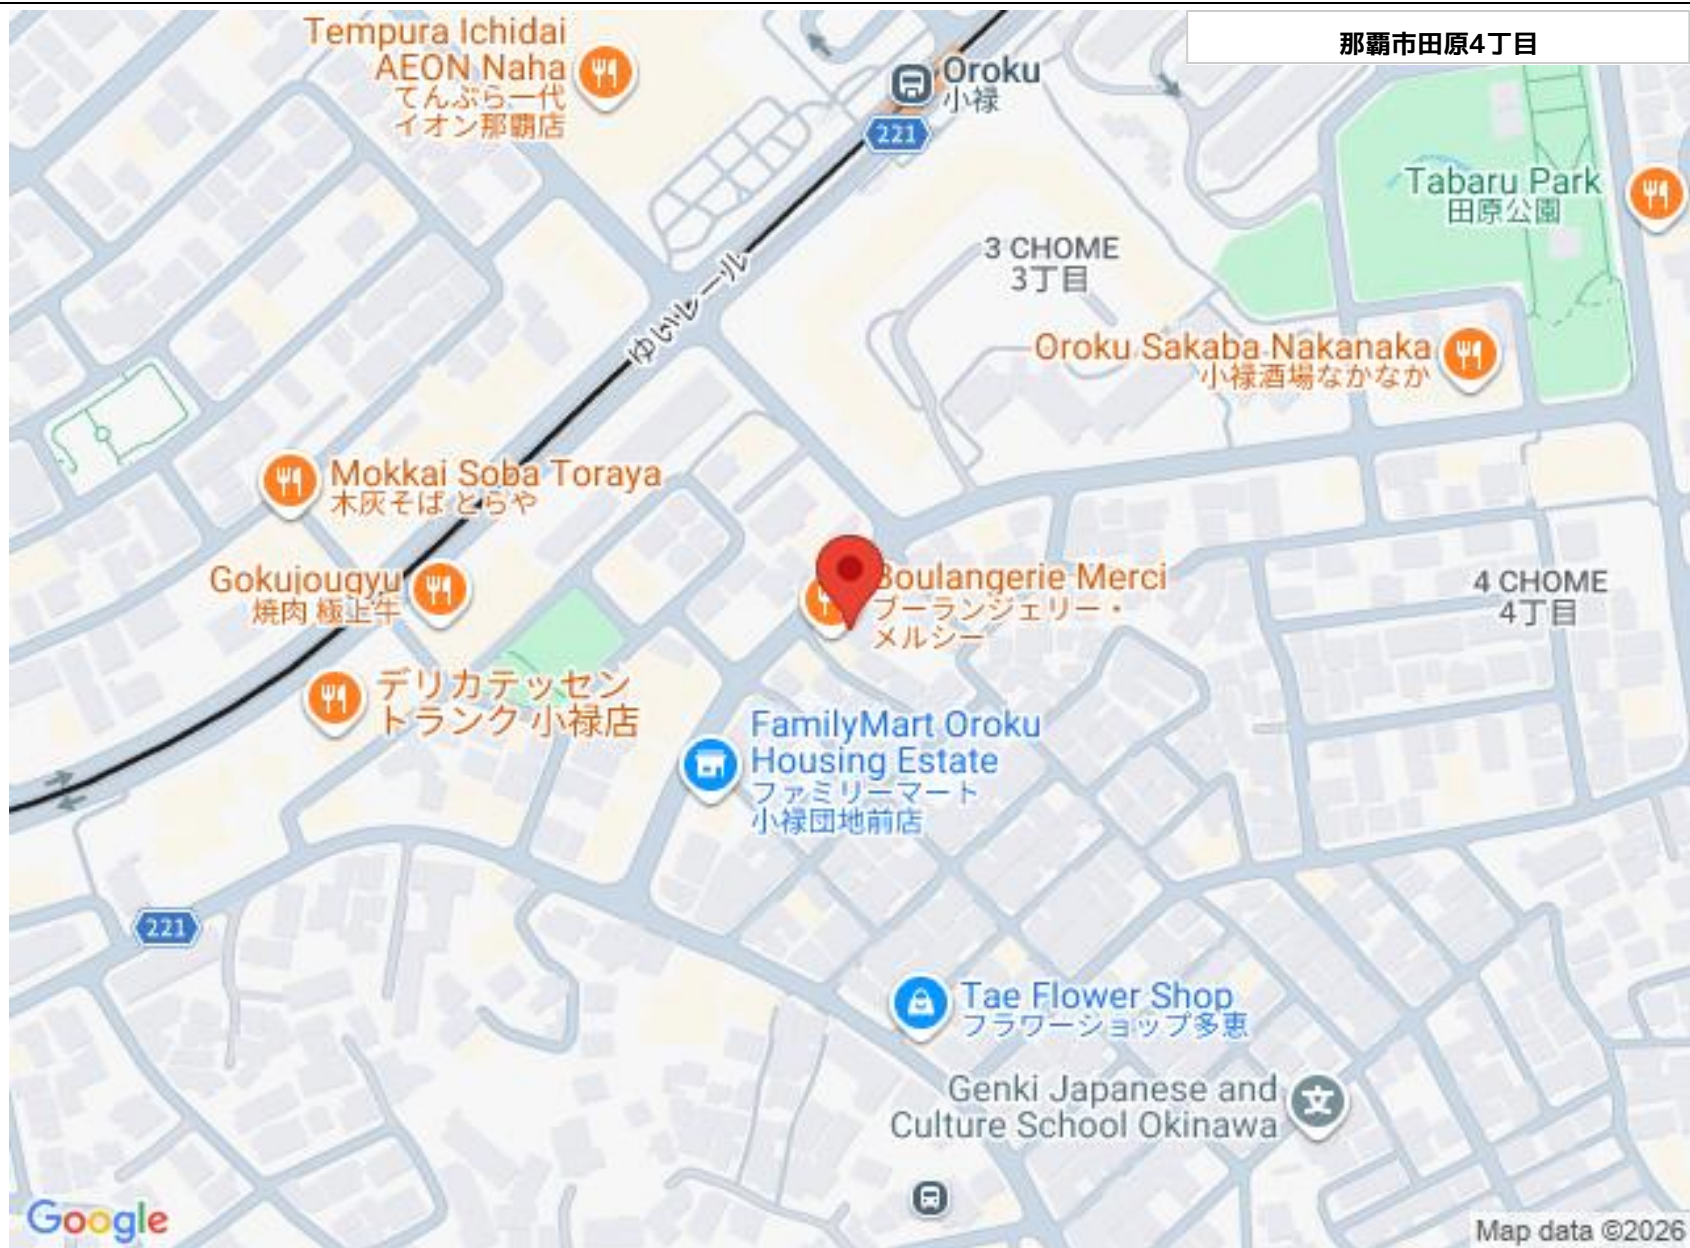 那覇市田原4丁目
Tempura Ichidai
AEON Naha
てんぷら一代
イオン那覇店
Oroku
小禄
221
Tabaru Park
田原公園
3 CHOME
3丁目
ゆいレール
Oroku Sakaba Nakanaka
小禄酒場なかなか
Mokkai Soba Toraya
木灰そば とらや
Gokujougyu
焼肉 極上牛
Boulangerie Merci
ブーランジェリー・
メルシー
4 CHOME
4丁目
デリカテッセン
トランク 小禄店
FamilyMart Oroku
Housing Estate
ファミリーマート
小禄団地前店
221
Tae Flower Shop
フラワーショップ多恵
Genki Japanese and
Culture School Okinawa
文
Google
Map data ©2026